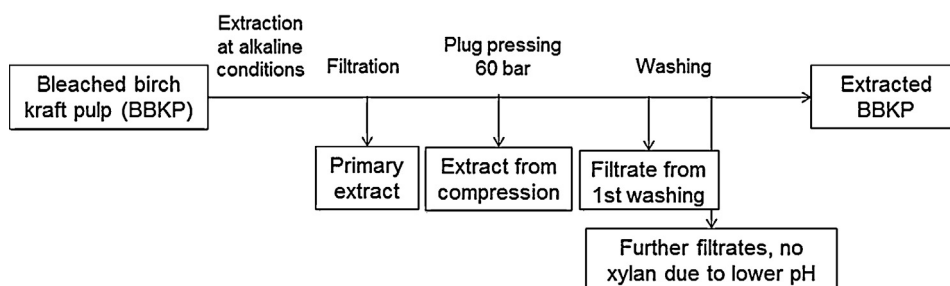 Extraction
at alkaline
conditions
Filtration
Plug pressing
60 bar
Washing
Bleached birch
kraft pulp (BBKP)
Extracted
BBKP
Primary
extract
Extract from
compression
Filtrate from
1st washing
Further filtrates, no
xylan due to lower pH